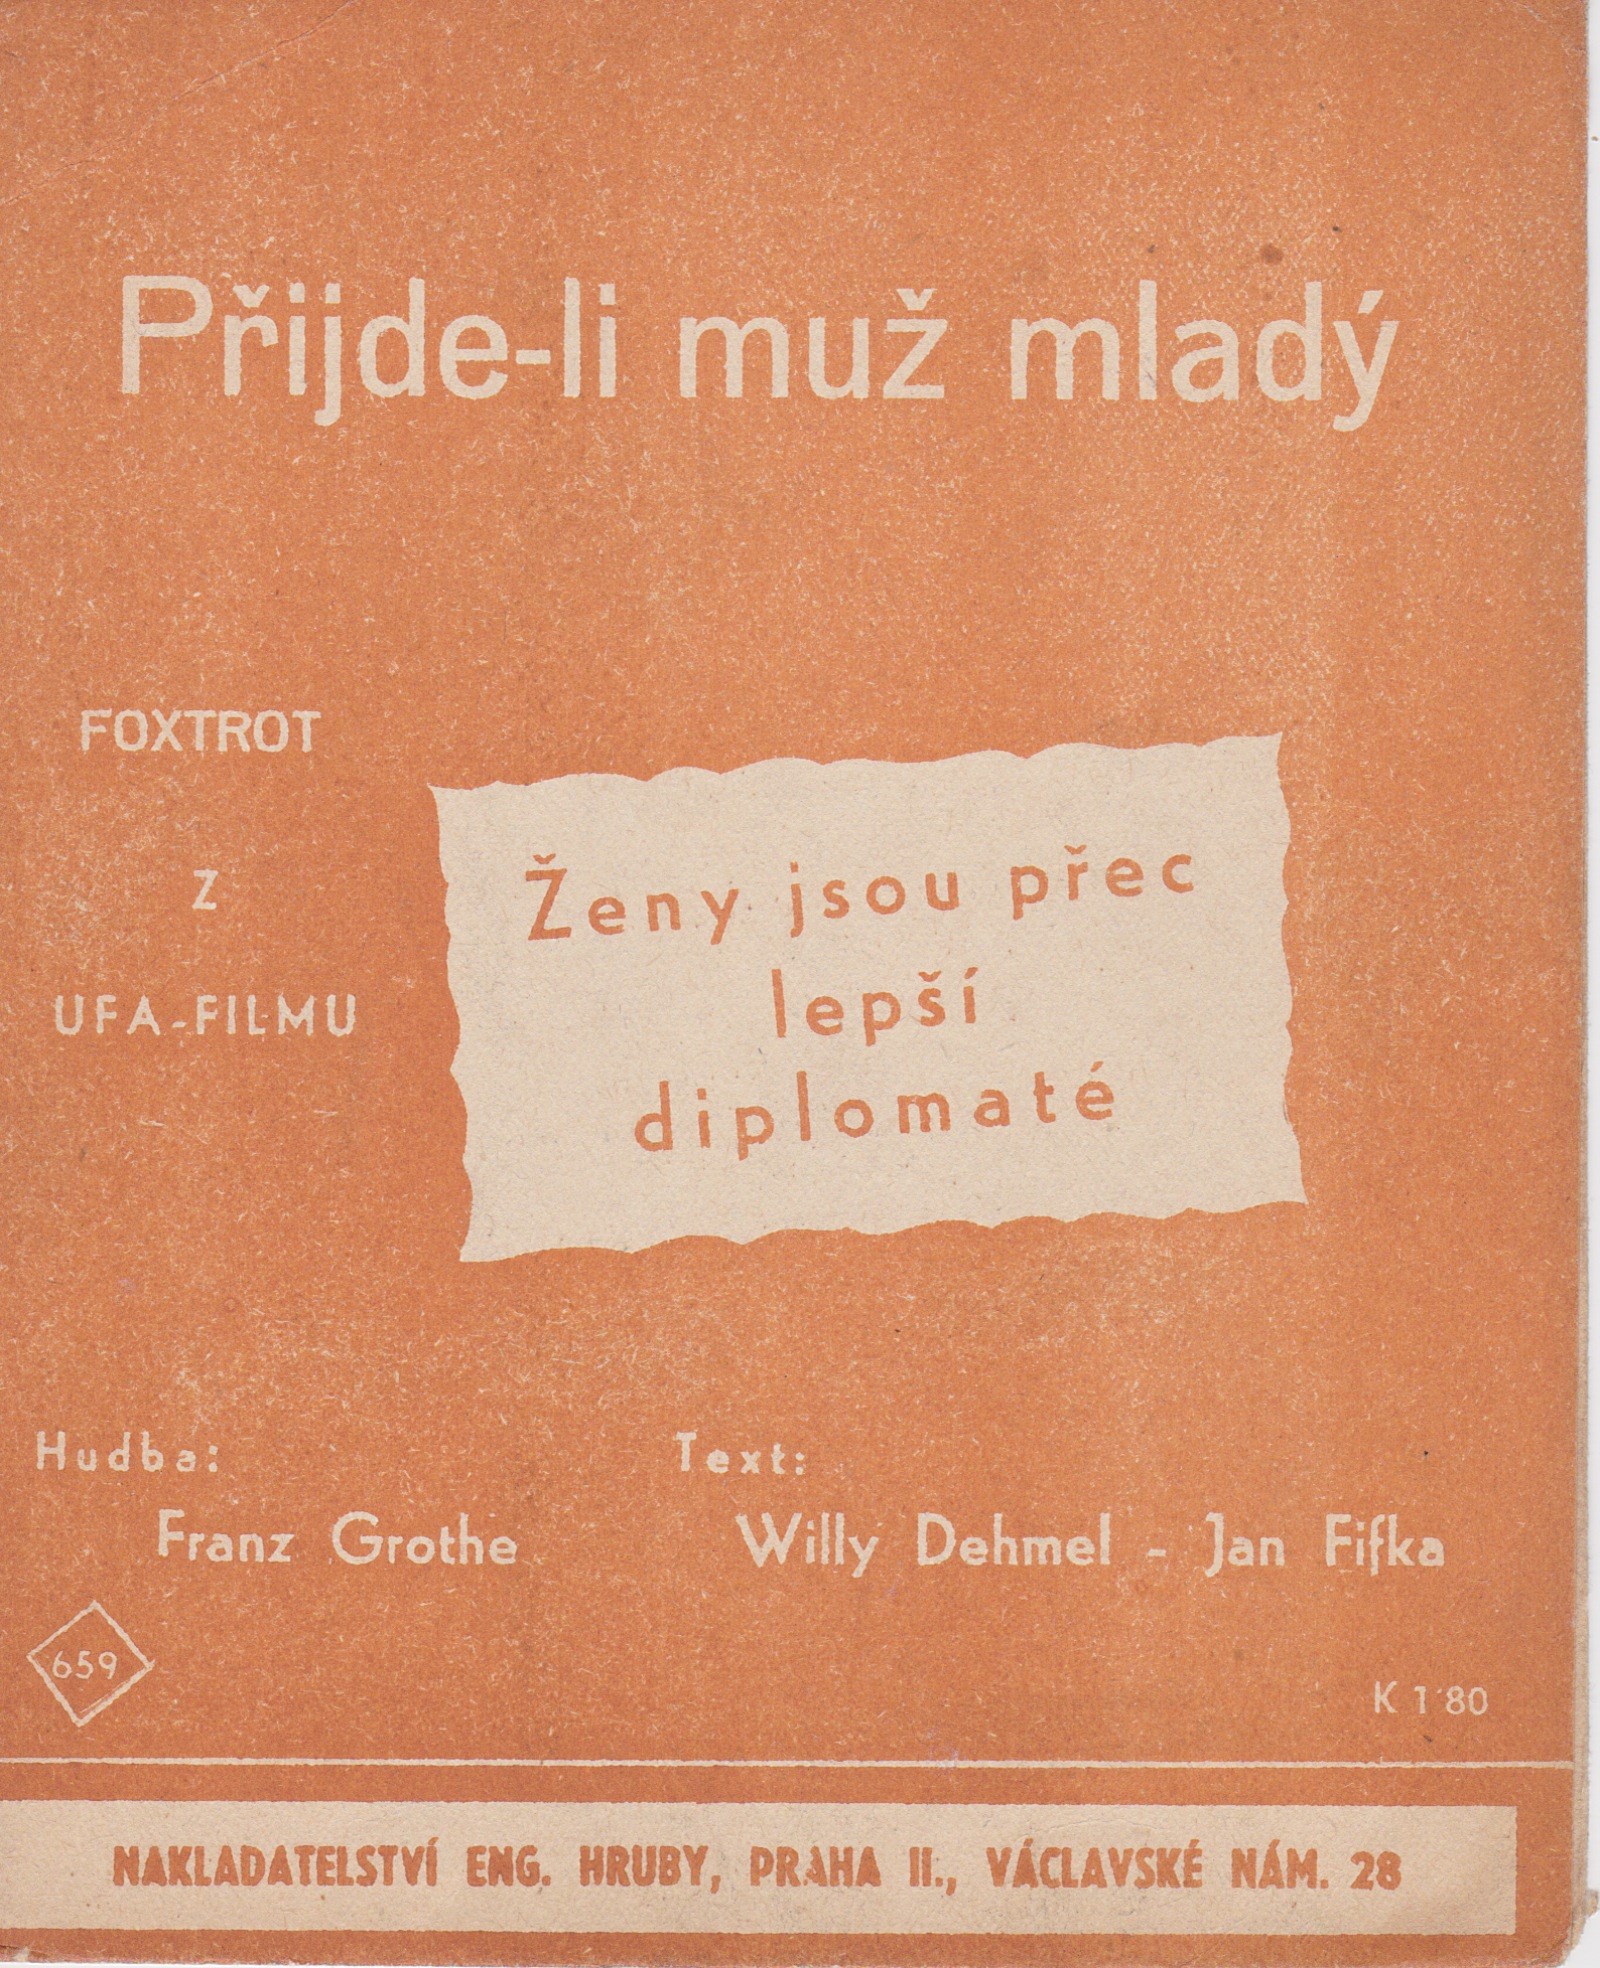 Přijde-li muž mladý
FOXTROT
Z
UFA-FILMU
Ženy jsou přec
lepší
diplomaté
Hudba:
Franz Grothe
Text:
Willy Dehmel - Jan Fifka
659
K 1·80
NAKLADATELSTVÍ ENG. HRUBY, PRAHA II., VÁCLAVSKÉ NÁM. 28